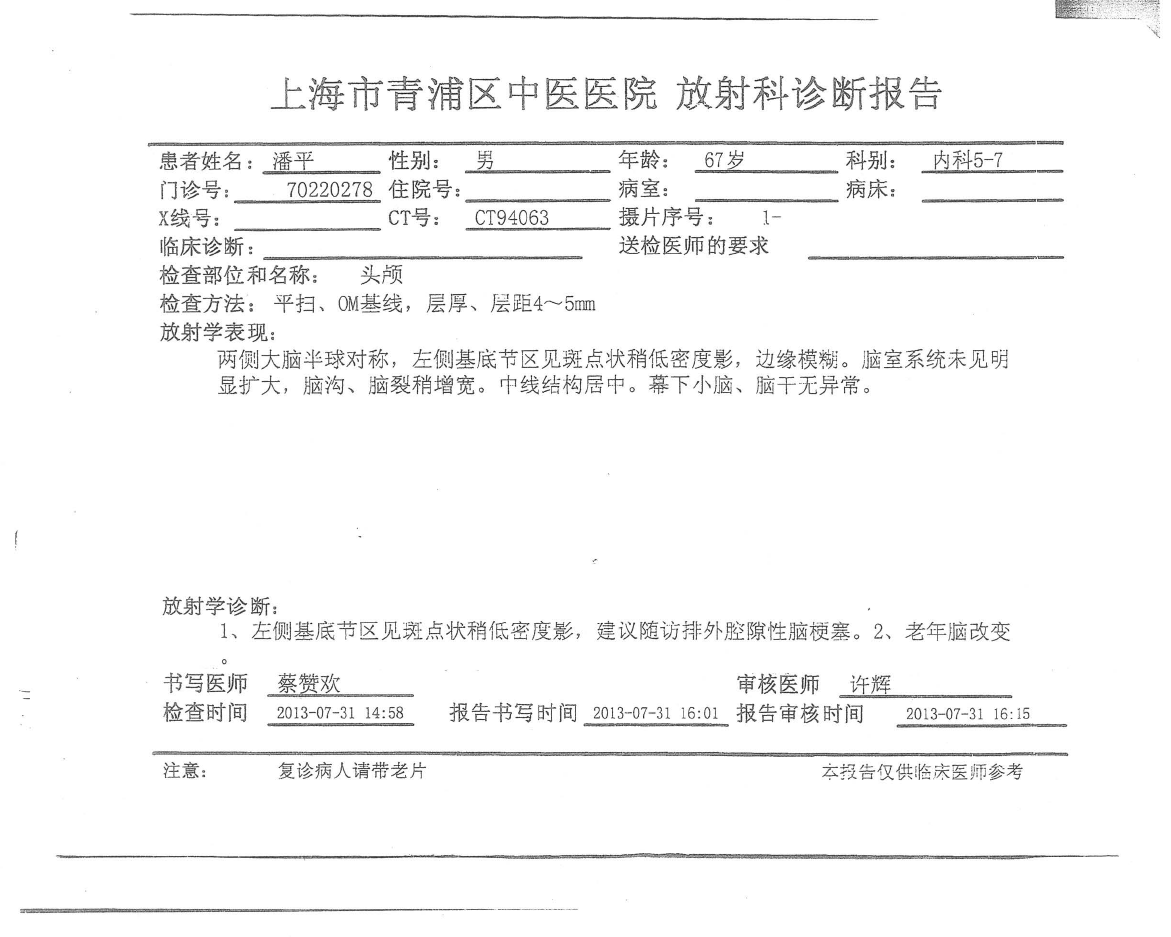 上海市青浦区中医医院 放射科诊断报告
患者姓名: 潘平 性别: 男 年龄: 67岁 科别: 内科5-7
门诊号: 70220278 住院号: 病室: 病床:
X线号: CT号: CT94063 摄片序号: 1-
临床诊断: 送检医师的要求
检查部位和名称: 头颅
检查方法: 平扫、OM基线，层厚、层距4～5mm
放射学表现:
两侧大脑半球对称，左侧基底节区见斑点状稍低密度影，边缘模糊。脑室系统未见明
显扩大，脑沟、脑裂稍增宽。中线结构居中。幕下小脑、脑干无异常。
放射学诊断:
1、左侧基底节区见斑点状稍低密度影，建议随访排外腔隙性脑梗塞。2、老年脑改变
。
书写医师 蔡赞欢 审核医师 许辉
检查时间 2013-07-31 14:58 报告书写时间 2013-07-31 16:01 报告审核时间 2013-07-31 16:15
注意: 复诊病人请带老片 本报告仅供临床医师参考